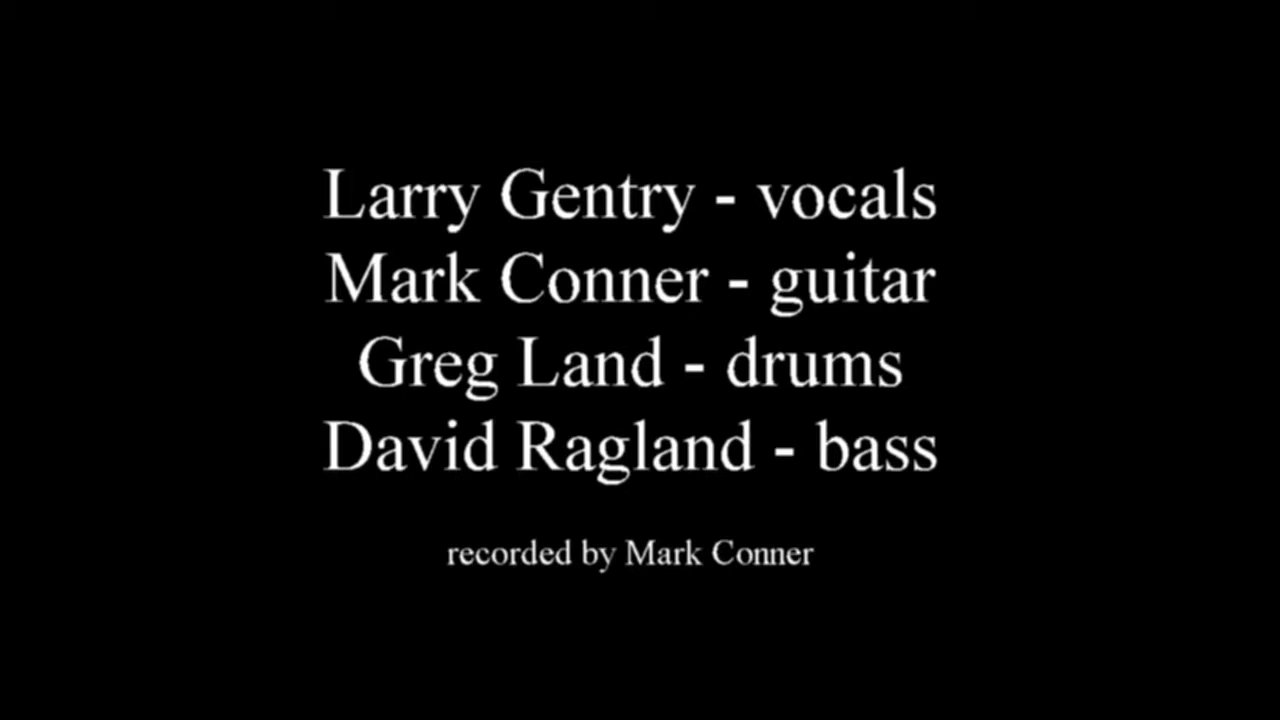 Larry Gentry - vocals
Mark Conner - guitar
Greg Land - drums
David Ragland - bass
recorded by Mark Conner